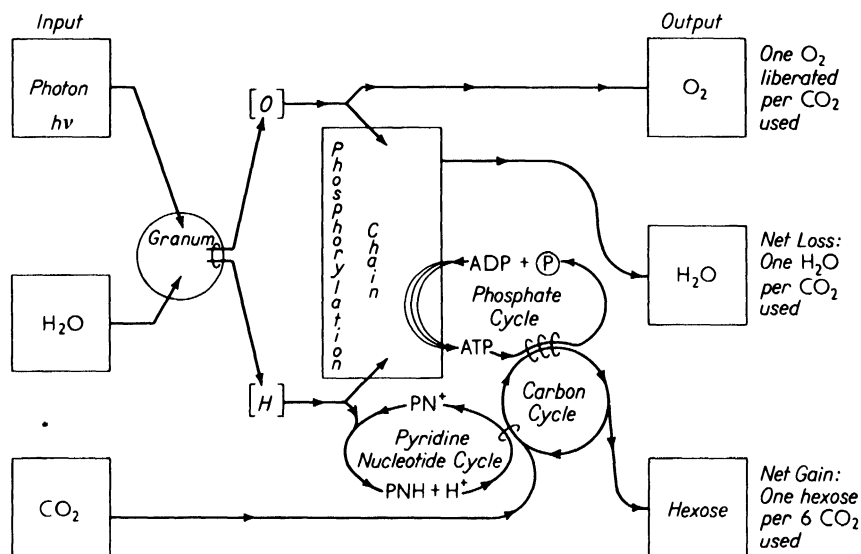 Input
Output
Photon
hν
[O]
O₂
One O₂
liberated
per CO₂
used
Phosphorylation
Chain
Granum
H₂O
ADP + Ⓟ
Phosphate
Cycle
ATP
H₂O
Net Loss:
One H₂O
per CO₂
used
[H]
PN⁺
Pyridine
Nucleotide Cycle
PNH + H⁺
Carbon
Cycle
CO₂
Hexose
Net Gain:
One hexose
per 6 CO₂
used